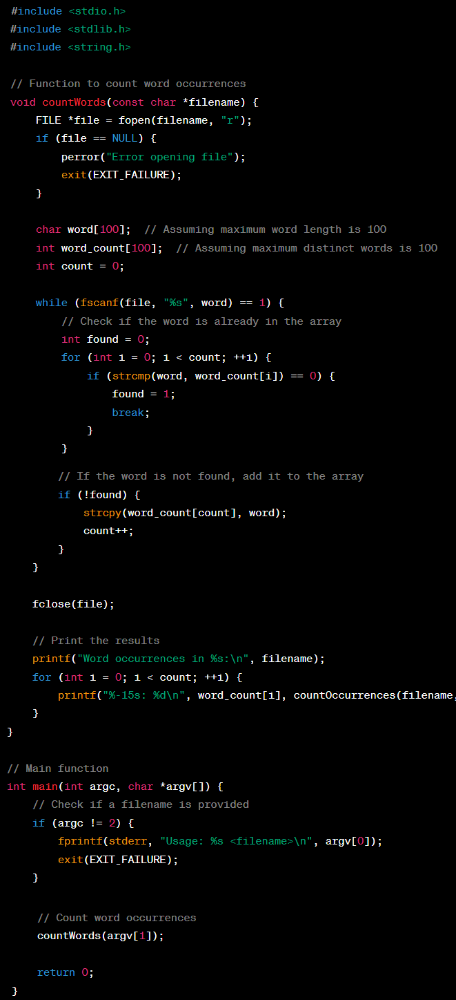 #include <stdio.h>
#include <stdlib.h>
#include <string.h>

// Function to count word occurrences
void countWords(const char *filename) {
    FILE *file = fopen(filename, "r");
    if (file == NULL) {
        perror("Error opening file");
        exit(EXIT_FAILURE);
    }

    char word[100];  // Assuming maximum word length is 100
    int word_count[100];  // Assuming maximum distinct words is 100
    int count = 0;

    while (fscanf(file, "%s", word) == 1) {
        // Check if the word is already in the array
        int found = 0;
        for (int i = 0; i < count; ++i) {
            if (strcmp(word, word_count[i]) == 0) {
                found = 1;
                break;
            }
        }

        // If the word is not found, add it to the array
        if (!found) {
            strcpy(word_count[count], word);
            count++;
        }
    }

    fclose(file);

    // Print the results
    printf("Word occurrences in %s:\n", filename);
    for (int i = 0; i < count; ++i) {
        printf("%-15s: %d\n", word_count[i], countOccurrences(filename,
    }
}

// Main function
int main(int argc, char *argv[]) {
    // Check if a filename is provided
    if (argc != 2) {
        fprintf(stderr, "Usage: %s <filename>\n", argv[0]);
        exit(EXIT_FAILURE);
    }

    // Count word occurrences
    countWords(argv[1]);

    return 0;
}